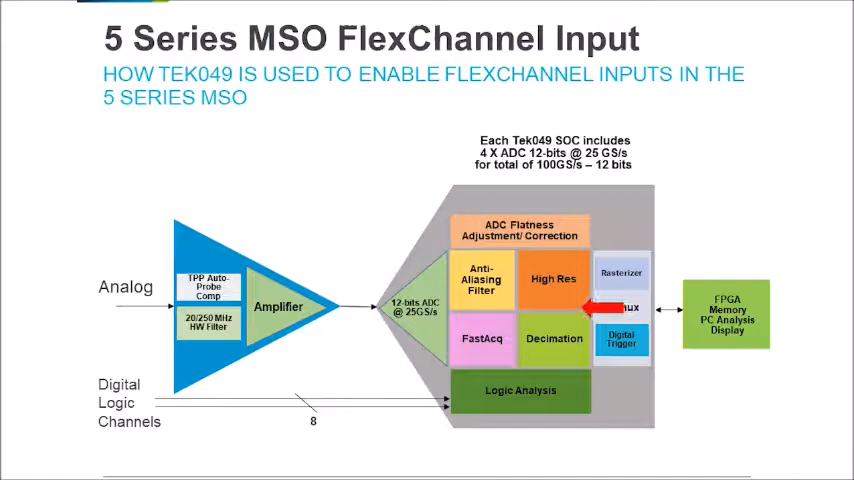 5 Series MSO FlexChannel Input
HOW TEK049 IS USED TO ENABLE FLEXCHANNEL INPUTS IN THE
5 SERIES MSO
Each Tek049 SOC includes
4 X ADC 12-bits @ 25 GS/s
for total of 100GS/s – 12 bits
ADC Flatness
Adjustment/ Correction
Analog
TPP Auto-
Probe
Comp
20/250 MHz
HW Filter
Amplifier
12-bits ADC
@ 25GS/s
Anti-
Aliasing
Filter
High Res
Rasterizer
FastAcq
Decimation
Digital
Trigger
FPGA
Memory
PC Analysis
Display
Logic Analysis
Digital
Logic
Channels
8